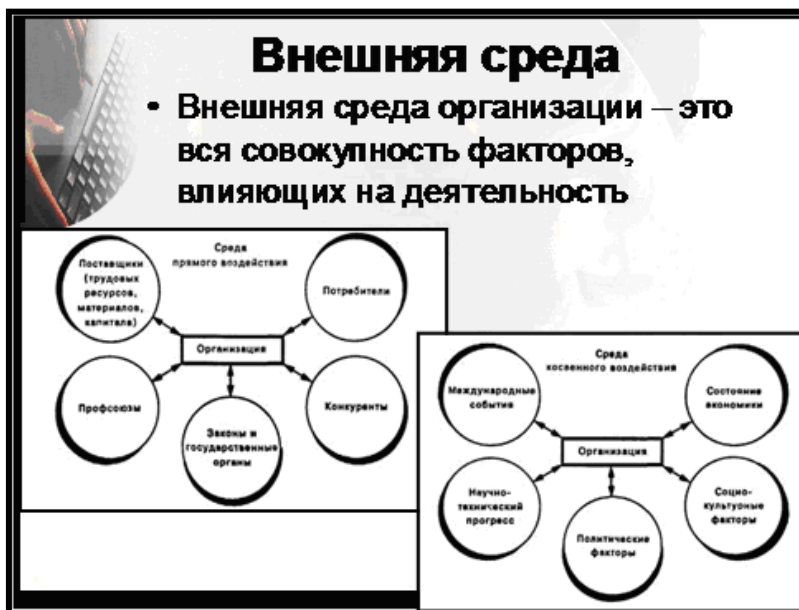 Внешняя среда
• Внешняя среда организации – это
вся совокупность факторов,
влияющих на деятельность
Среда
прямого воздействия
Поставщики
(трудовых
ресурсов,
материалов,
капитала)
Потребители
Организация
Профсоюзы
Конкуренты
Законы и
государственные
органы
Среда
косвенного воздействия
Международные
события
Состояние
экономики
Организация
Научно-
технический
прогресс
Социо-
культурные
факторы
Политические
факторы